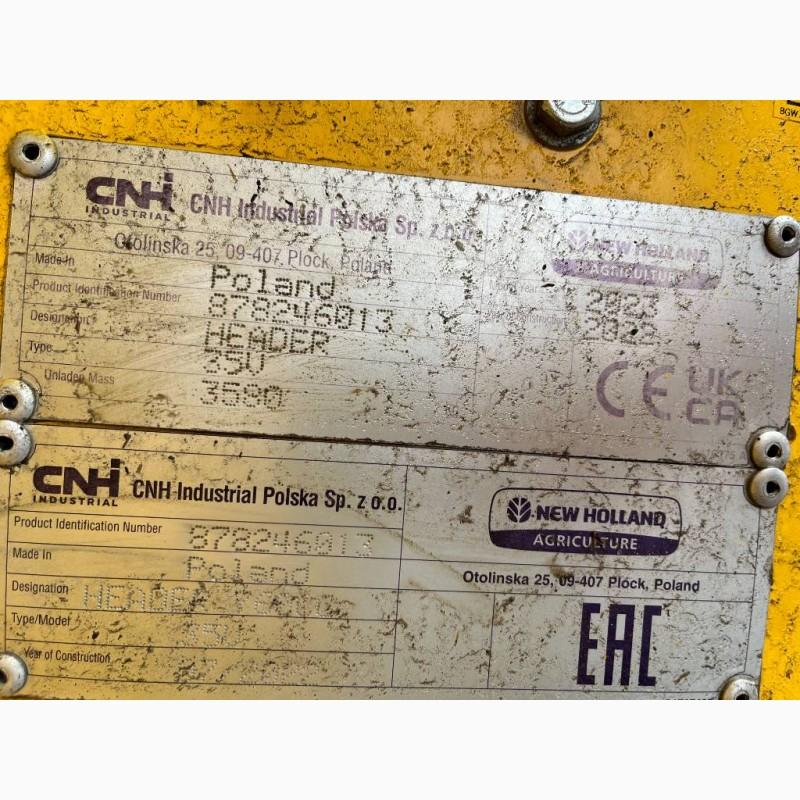 CNH INDUSTRIAL CNH Industrial Polska Sp. z o.o.
Otolinska 25, 09-407 Plock, Poland
NEW HOLLAND
AGRICULTURE
Made In Poland
Product Identification Number 878246013
Designation HEADER
Type 35V
Unladen Mass 3580
2023
2022
CE UK CA
CNH INDUSTRIAL CNH Industrial Polska Sp. z o.o.
Product Identification Number 878246013
Made In Poland
Designation HEADER
Type/Model 35V
Year of Construction
NEW HOLLAND
AGRICULTURE
Otolinska 25, 09-407 Plock, Poland
EAC